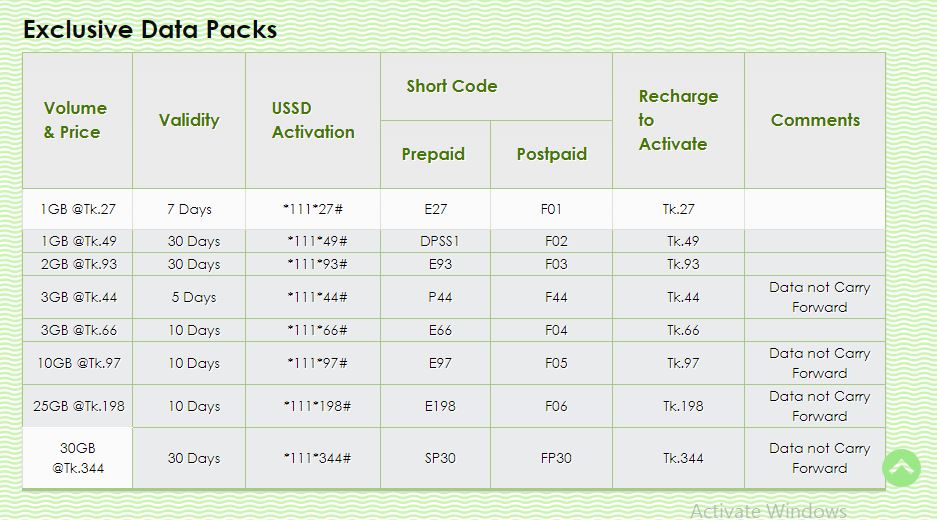 Exclusive Data Packs
Volume
& Price
Validity
USSD
Activation
Short Code
Prepaid
Postpaid
Recharge
to
Activate
Comments
1GB @Tk.27 7 Days *111*27# E27 F01 Tk.27
1GB @Tk.49 30 Days *111*49# DPSS1 F02 Tk.49
2GB @Tk.93 30 Days *111*93# E93 F03 Tk.93
3GB @Tk.44 5 Days *111*44# P44 F44 Tk.44 Data not Carry
Forward
3GB @Tk.66 10 Days *111*66# E66 F04 Tk.66
10GB @Tk.97 10 Days *111*97# E97 F05 Tk.97 Data not Carry
Forward
25GB @Tk.198 10 Days *111*198# E198 F06 Tk.198 Data not Carry
Forward
30GB
@Tk.344 30 Days *111*344# SP30 FP30 Tk.344 Data not Carry
Forward
Activate Windows